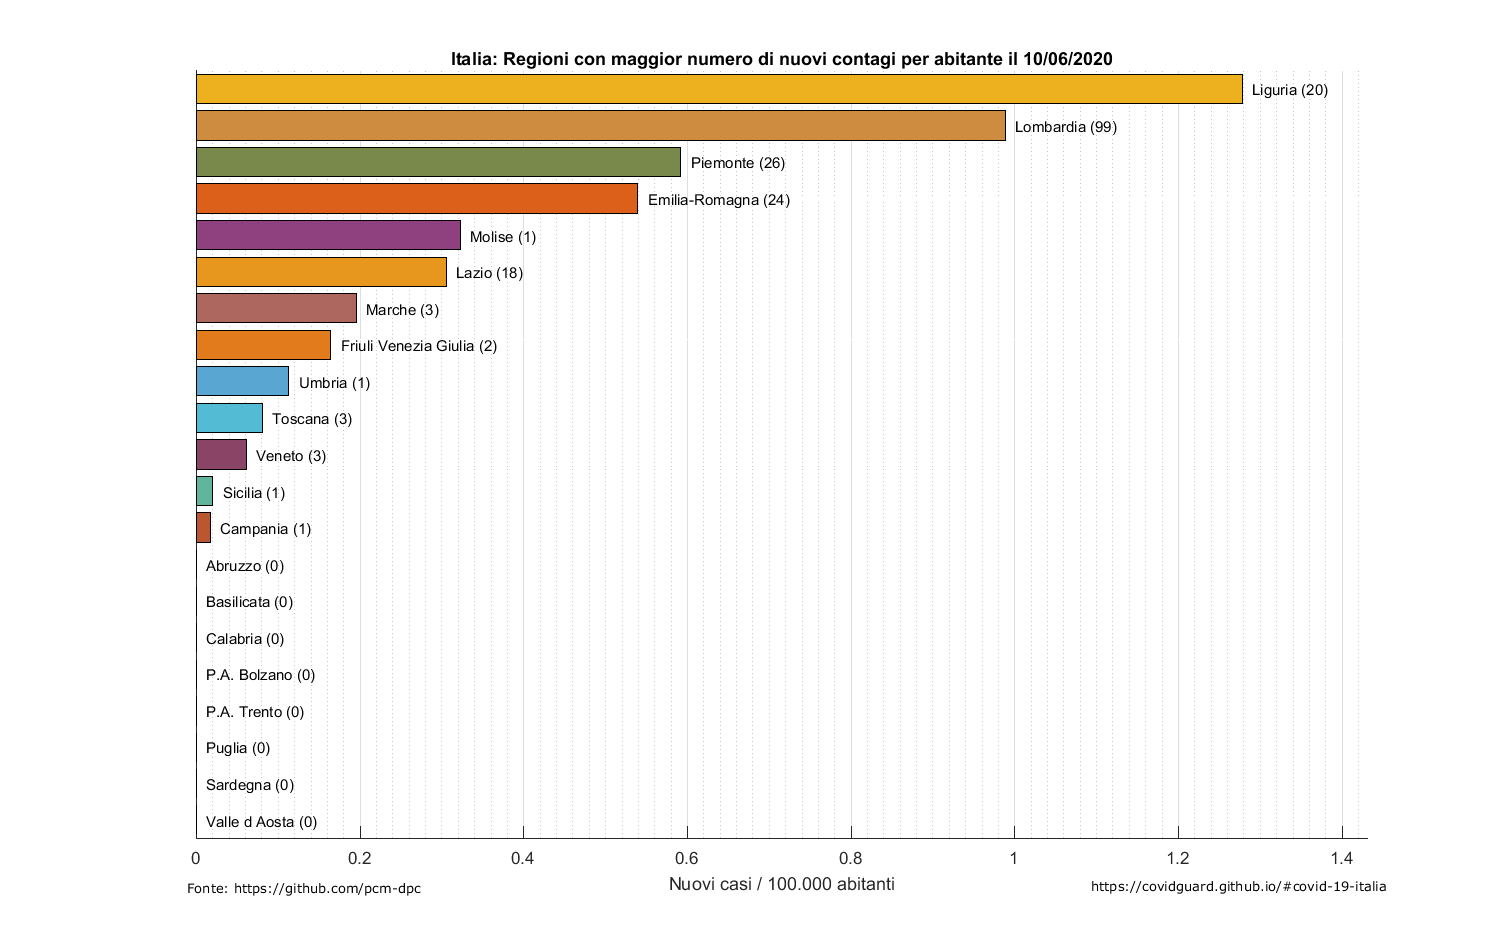 Italia: Regioni con maggior numero di nuovi contagi per abitante il 10/06/2020
Liguria (20)
Lombardia (99)
Piemonte (26)
Emilia-Romagna (24)
Molise (1)
Lazio (18)
Marche (3)
Friuli Venezia Giulia (2)
Umbria (1)
Toscana (3)
Veneto (3)
Sicilia (1)
Campania (1)
Abruzzo (0)
Basilicata (0)
Calabria (0)
P.A. Bolzano (0)
P.A. Trento (0)
Puglia (0)
Sardegna (0)
Valle d Aosta (0)
0 0.2 0.4 0.6 0.8 1 1.2 1.4
Nuovi casi / 100.000 abitanti
Fonte: https://github.com/pcm-dpc
https://covidguard.github.io/#covid-19-italia